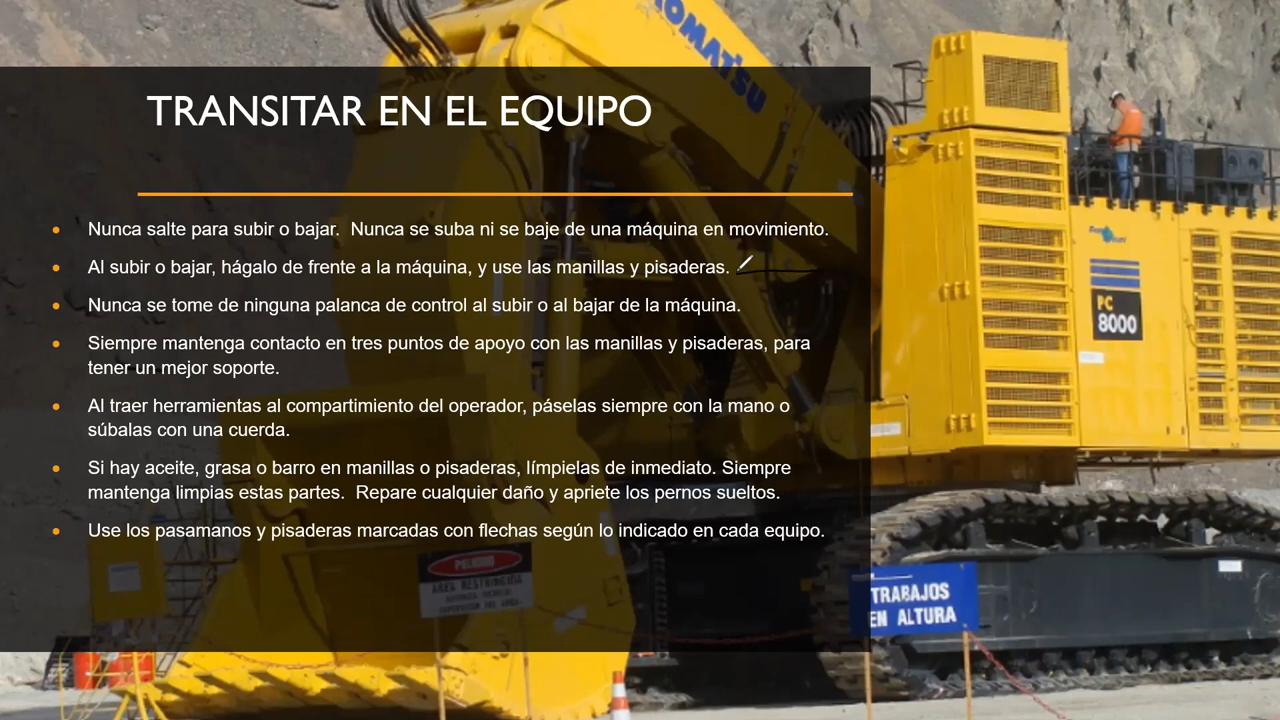 KOMATSU
TRANSITAR EN EL EQUIPO
Nunca salte para subir o bajar.  Nunca se suba ni se baje de una máquina en movimiento.
Al subir o bajar, hágalo de frente a la máquina, y use las manillas y pisaderas.
Nunca se tome de ninguna palanca de control al subir o al bajar de la máquina.
Siempre mantenga contacto en tres puntos de apoyo con las manillas y pisaderas, para
tener un mejor soporte.
Al traer herramientas al compartimiento del operador, páselas siempre con la mano o
súbalas con una cuerda.
Si hay aceite, grasa o barro en manillas o pisaderas, límpielas de inmediato. Siempre
mantenga limpias estas partes.  Repare cualquier daño y apriete los pernos sueltos.
Use los pasamanos y pisaderas marcadas con flechas según lo indicado en cada equipo.
PC
8000
PELIGRO
AREA RESTRINGIDA
TRABAJOS
EN ALTURA